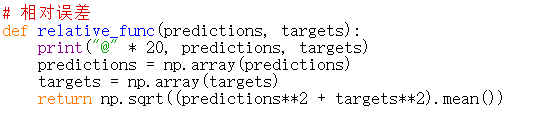 # 相对误差
def relative_func(predictions, targets):
    print("@" * 20, predictions, targets)
    predictions = np.array(predictions)
    targets = np.array(targets)
    return np.sqrt((predictions**2 + targets**2).mean())